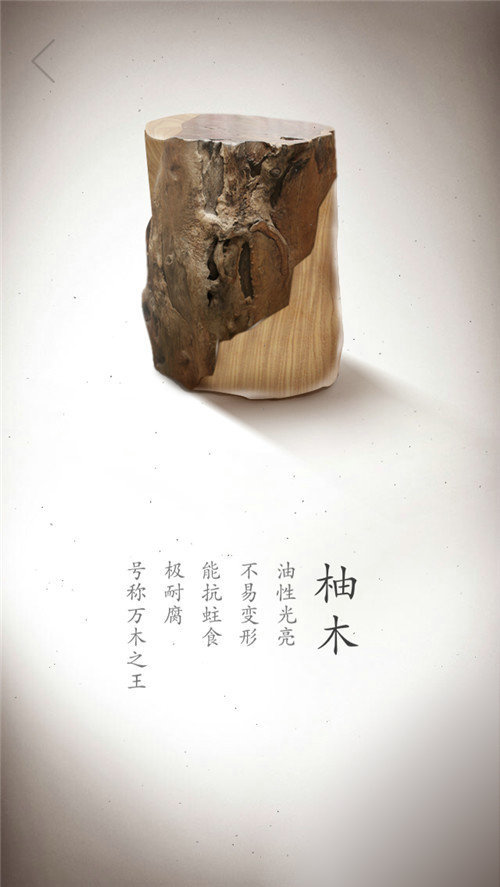 柚木
油性光亮
不易变形
能抗蛀食
极耐腐
号称万木之王